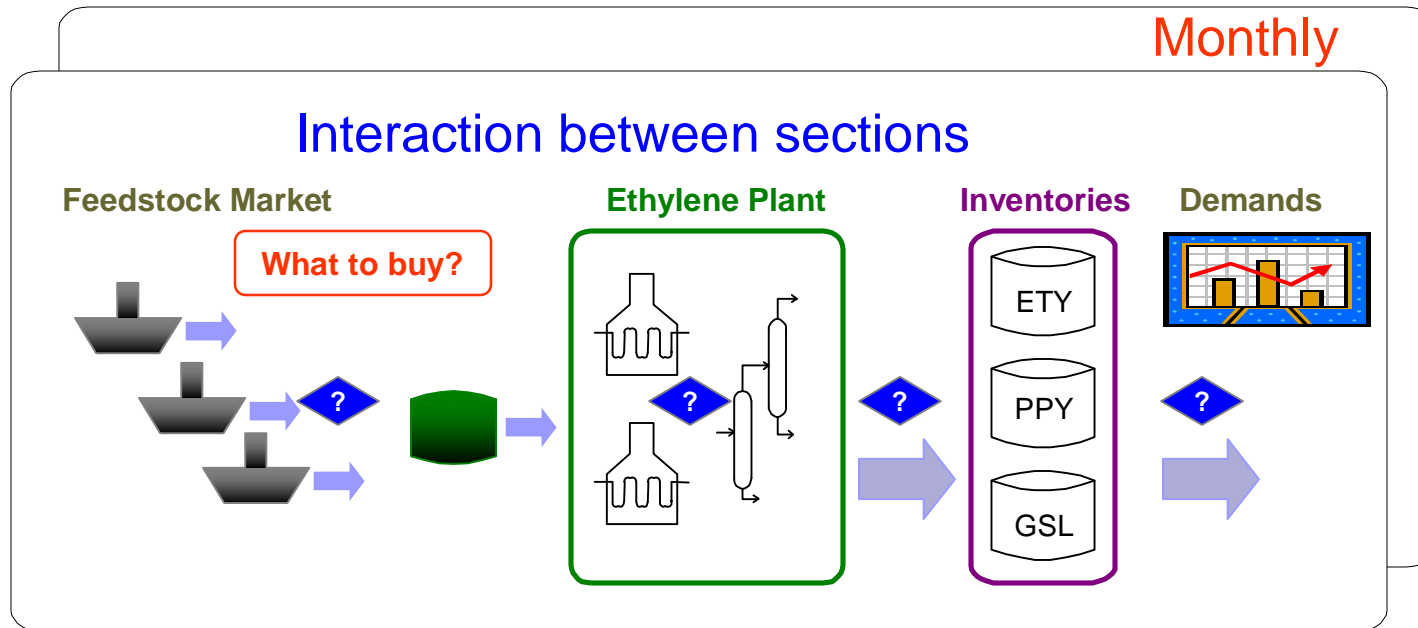 Monthly
Interaction between sections
Feedstock Market
Ethylene Plant
Inventories
Demands
What to buy?
ETY
?
?
?
?
PPY
GSL